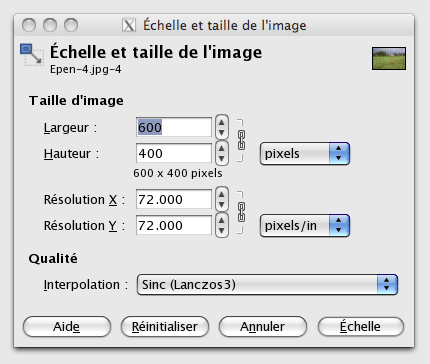 Échelle et taille de l'image
Échelle et taille de l'image
Epen-4.jpg-4
Taille d'image
Largeur : 600
Hauteur : 400 pixels
600 x 400 pixels
Résolution X : 72.000
Résolution Y : 72.000 pixels/in
Qualité
Interpolation : Sinc (Lanczos3)
Aide Réinitialiser Annuler Échelle